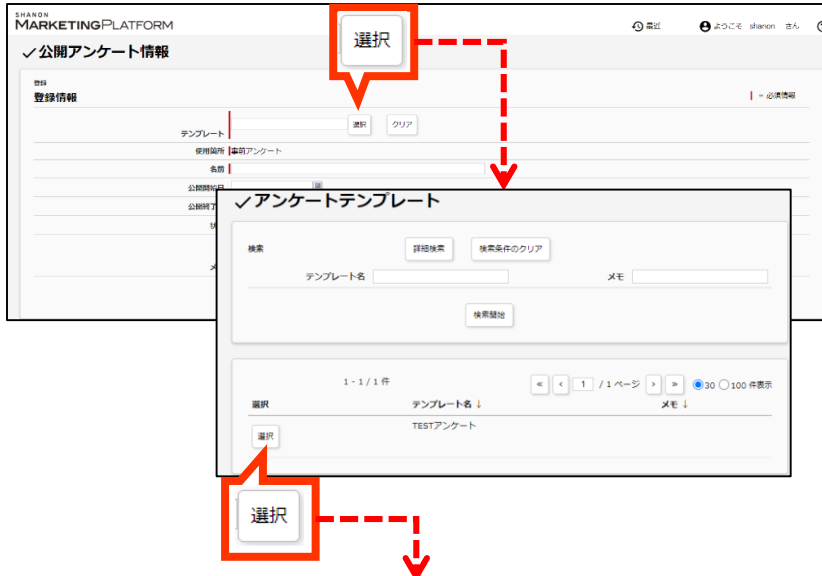 SHANON
MARKETINGPLATFORM
最近
ようこそ shanon さん
公開アンケート情報
選択
登録
登録情報
= 必須情報
テンプレート
選択
クリア
使用箇所
事前アンケート
名前
公開開始日
公開終了
アンケートテンプレート
検索
詳細検索
検索条件のクリア
テンプレート名
メモ
検索開始
1 - 1 / 1 件
« ‹ 1 / 1 ページ › » 30 100 件表示
選択
テンプレート名 ↓
メモ ↓
選択
TESTアンケート
選択